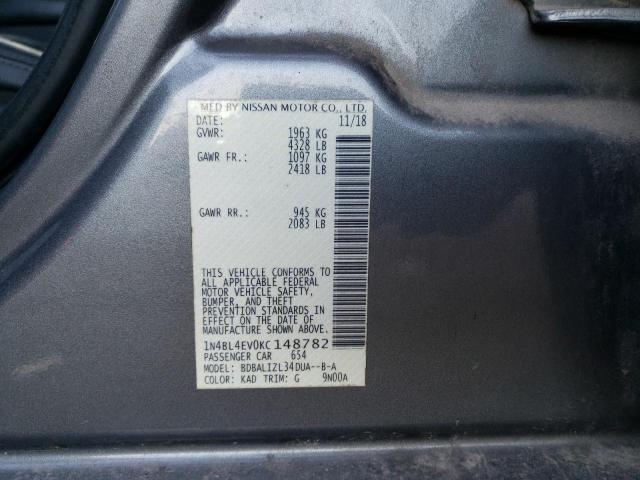 MFD BY NISSAN MOTOR CO., LTD.
DATE: 11/18
GVWR: 1963 KG
4328 LB
GAWR FR.: 1097 KG
2418 LB
GAWR RR.: 945 KG
2083 LB
THIS VEHICLE CONFORMS TO
ALL APPLICABLE FEDERAL
MOTOR VEHICLE SAFETY,
BUMPER, AND THEFT
PREVENTION STANDARDS IN
EFFECT ON THE DATE OF
MANUFACTURE SHOWN ABOVE.
1N4BL4EV0KC148782
PASSENGER CAR 654
MODEL: BDBALIZL34DUA--B-A
COLOR: KAD TRIM: G 9N00A